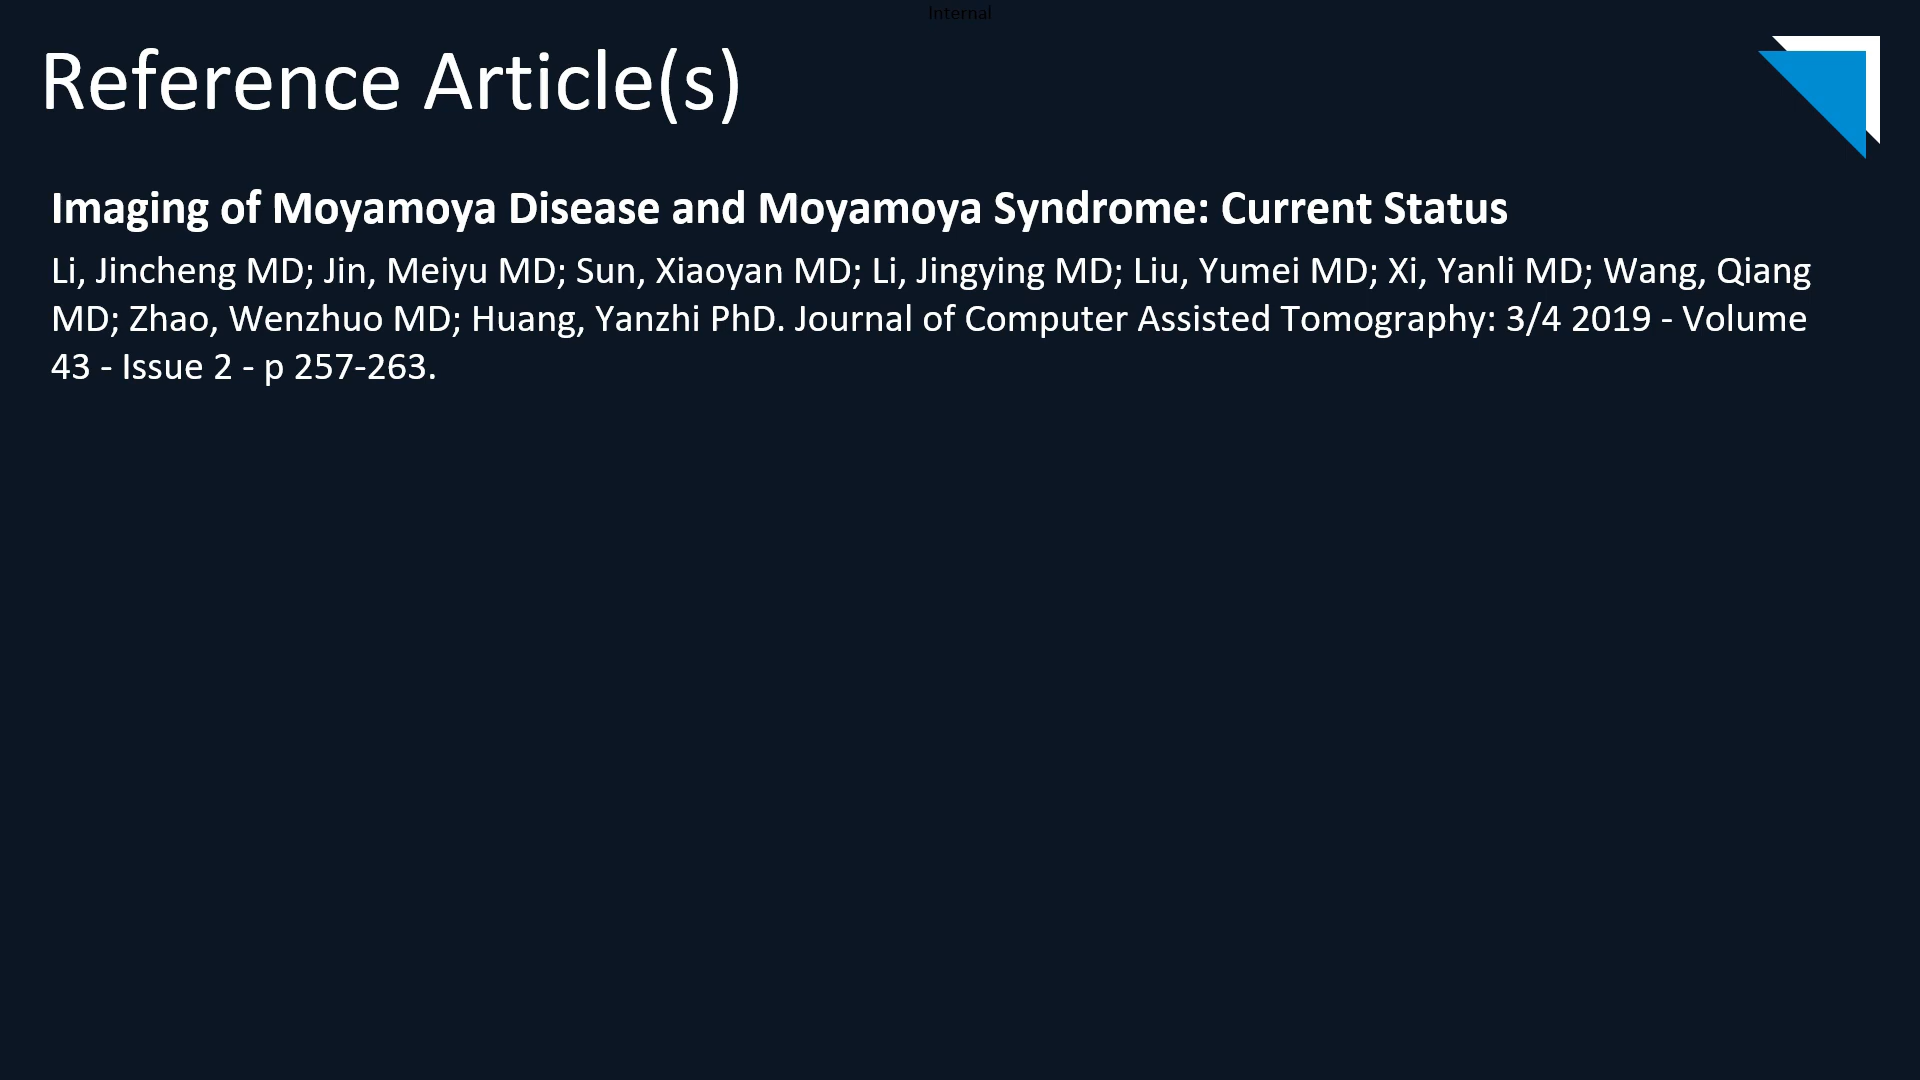 Internal
Reference Article(s)
Imaging of Moyamoya Disease and Moyamoya Syndrome: Current Status
Li, Jincheng MD; Jin, Meiyu MD; Sun, Xiaoyan MD; Li, Jingying MD; Liu, Yumei MD; Xi, Yanli MD; Wang, Qiang
MD; Zhao, Wenzhuo MD; Huang, Yanzhi PhD. Journal of Computer Assisted Tomography: 3/4 2019 - Volume
43 - Issue 2 - p 257-263.